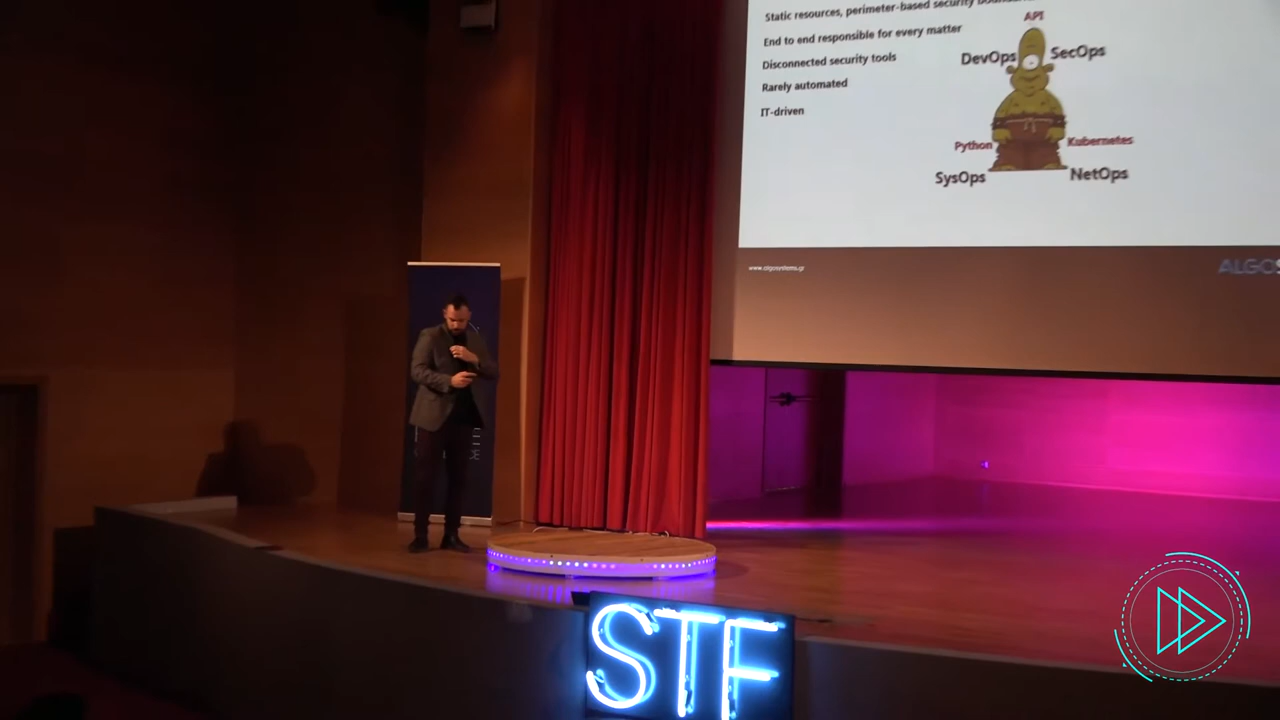 Static resources, perimeter-based security
End to end responsible for every matter
Disconnected security tools
Rarely automated
IT-driven
API
DevOps
SecOps
Python
Kubernetes
SysOps
NetOps
www.algosystems.gr
ALGOS
STF